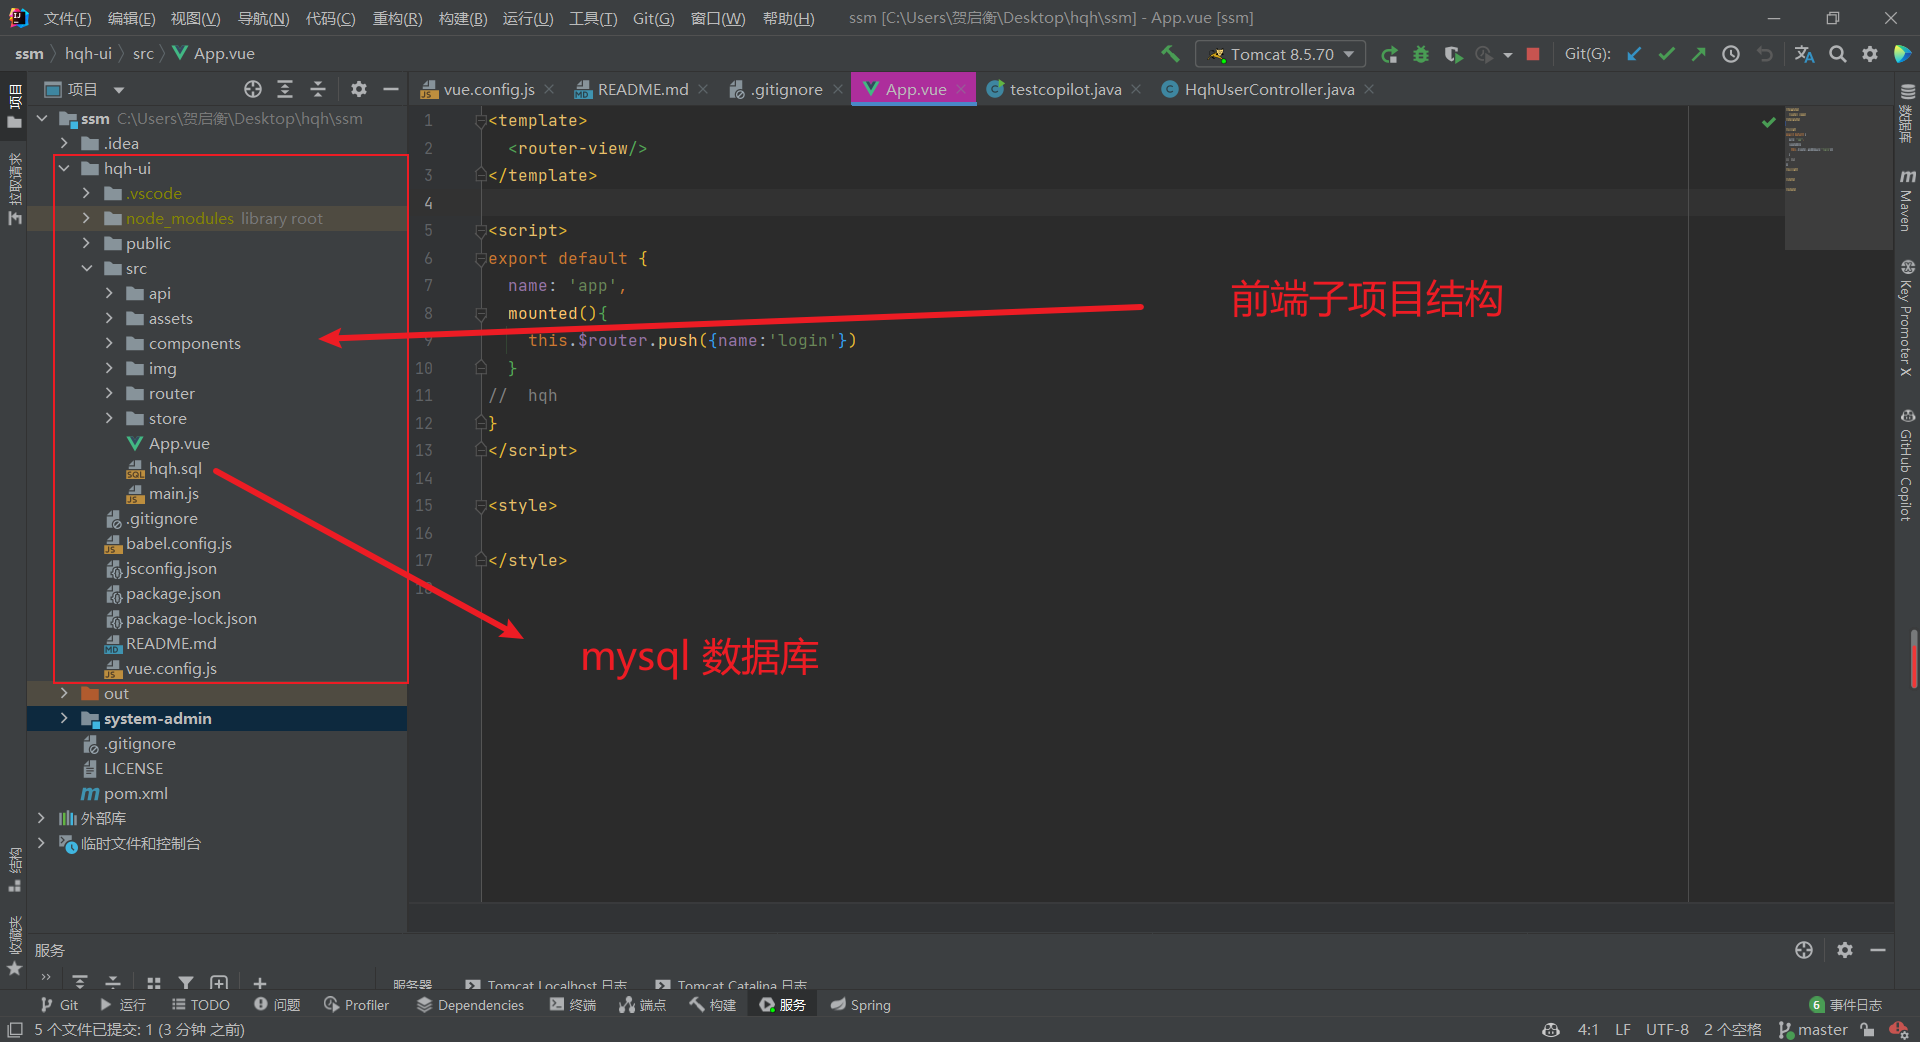 文件(F) 编辑(E) 视图(V) 导航(N) 代码(C) 重构(R) 构建(B) 运行(U) 工具(T) Git(G) 窗口(W) 帮助(H) ssm [C:\Users\贺启衡\Desktop\hqh\ssm] - App.vue [ssm]
ssm hqh-ui src App.vue Tomcat 8.5.70 Git(G):
项目
vue.config.js README.md .gitignore App.vue testcopilot.java HqhUserController.java
项目
拉取请求
结构
收藏夹
ssm C:\Users\贺启衡\Desktop\hqh\ssm
.idea
hqh-ui
.vscode
node_modules library root
public
src
api
assets
components
img
router
store
App.vue
hqh.sql
main.js
.gitignore
babel.config.js
jsconfig.json
package.json
package-lock.json
README.md
vue.config.js
out
system-admin
.gitignore
LICENSE
pom.xml
外部库
临时文件和控制台
1 <template>
2 <router-view/>
3 </template>
4
5 <script>
6 export default {
7 name: 'app',
8 mounted(){
9 this.$router.push({name:'login'})
10 }
11 // hqh
12 }
13 </script>
14
15 <style>
16
17 </style>
18
前端子项目结构
mysql 数据库
数据库
Maven
Key Promoter X
GitHub Copilot
服务
服务器 Tomcat Localhost 日志 Tomcat Catalina 日志
Git 运行 TODO 问题 Profiler Dependencies 终端 端点 构建 服务 Spring 6 事件日志
5 个文件已提交: 1 (3 分钟 之前) 4:1 LF UTF-8 2 个空格 master